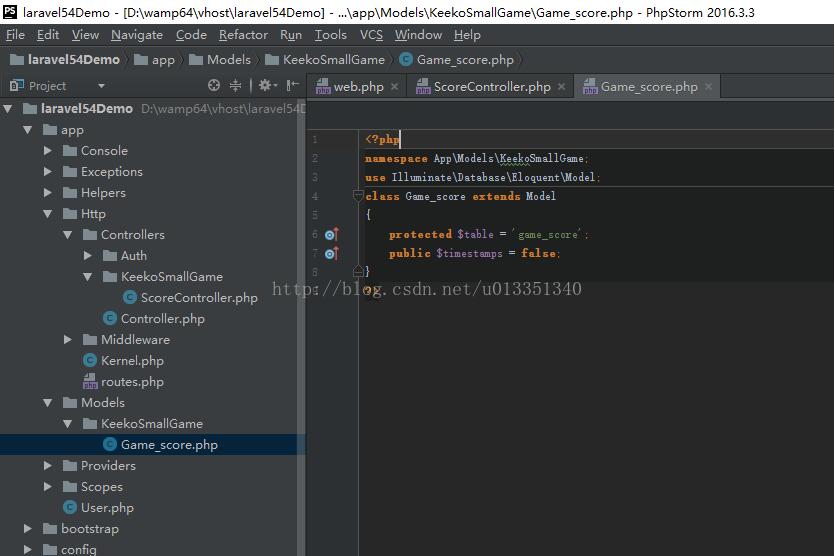 PS laravel54Demo - [D:\wamp64\vhost\laravel54Demo] - ...\app\Models\KeekoSmallGame\Game_score.php - PhpStorm 2016.3.3
File Edit View Navigate Code Refactor Run Tools VCS Window Help
laravel54Demo app Models KeekoSmallGame Game_score.php
Project web.php ScoreController.php Game_score.php
laravel54Demo D:\wamp64\vhost\laravel54D
app
Console
Exceptions
Helpers
Http
Controllers
Auth
KeekoSmallGame
ScoreController.php
Controller.php
Middleware
Kernel.php
routes.php
Models
KeekoSmallGame
Game_score.php
Providers
Scopes
User.php
bootstrap
config
1 <?php
2 namespace App\Models\KeekoSmallGame;
3 use Illuminate\Database\Eloquent\Model;
4 class Game_score extends Model
5 {
6 protected $table = 'game_score';
7 public $timestamps = false;
8 }
?>
http://blog.csdn.net/u013351340